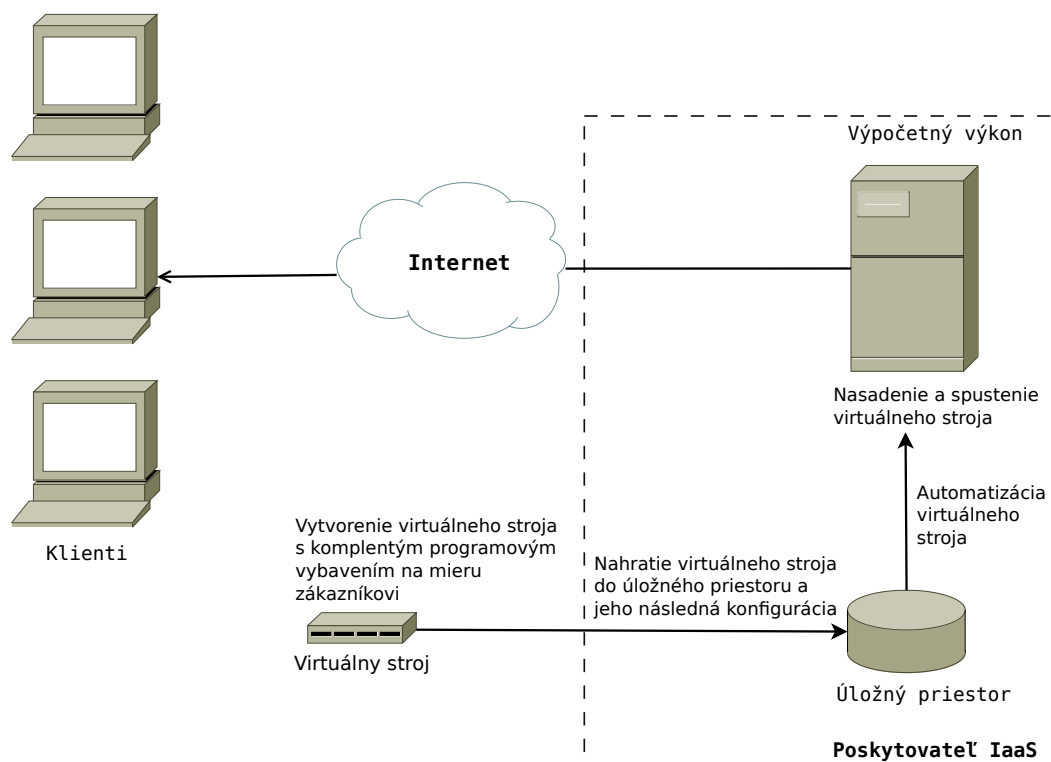 Výpočetný výkon
Internet
Nasadenie a spustenie
virtuálneho stroja
Automatizácia
virtuálneho
stroja
Klienti
Vytvorenie virtuálneho stroja
s komplentým programovým
vybavením na mieru
zákazníkovi
Nahratie virtuálneho stroja
do úložného priestoru a
jeho následná konfigurácia
Virtuálny stroj
Úložný priestor
Poskytovateľ IaaS